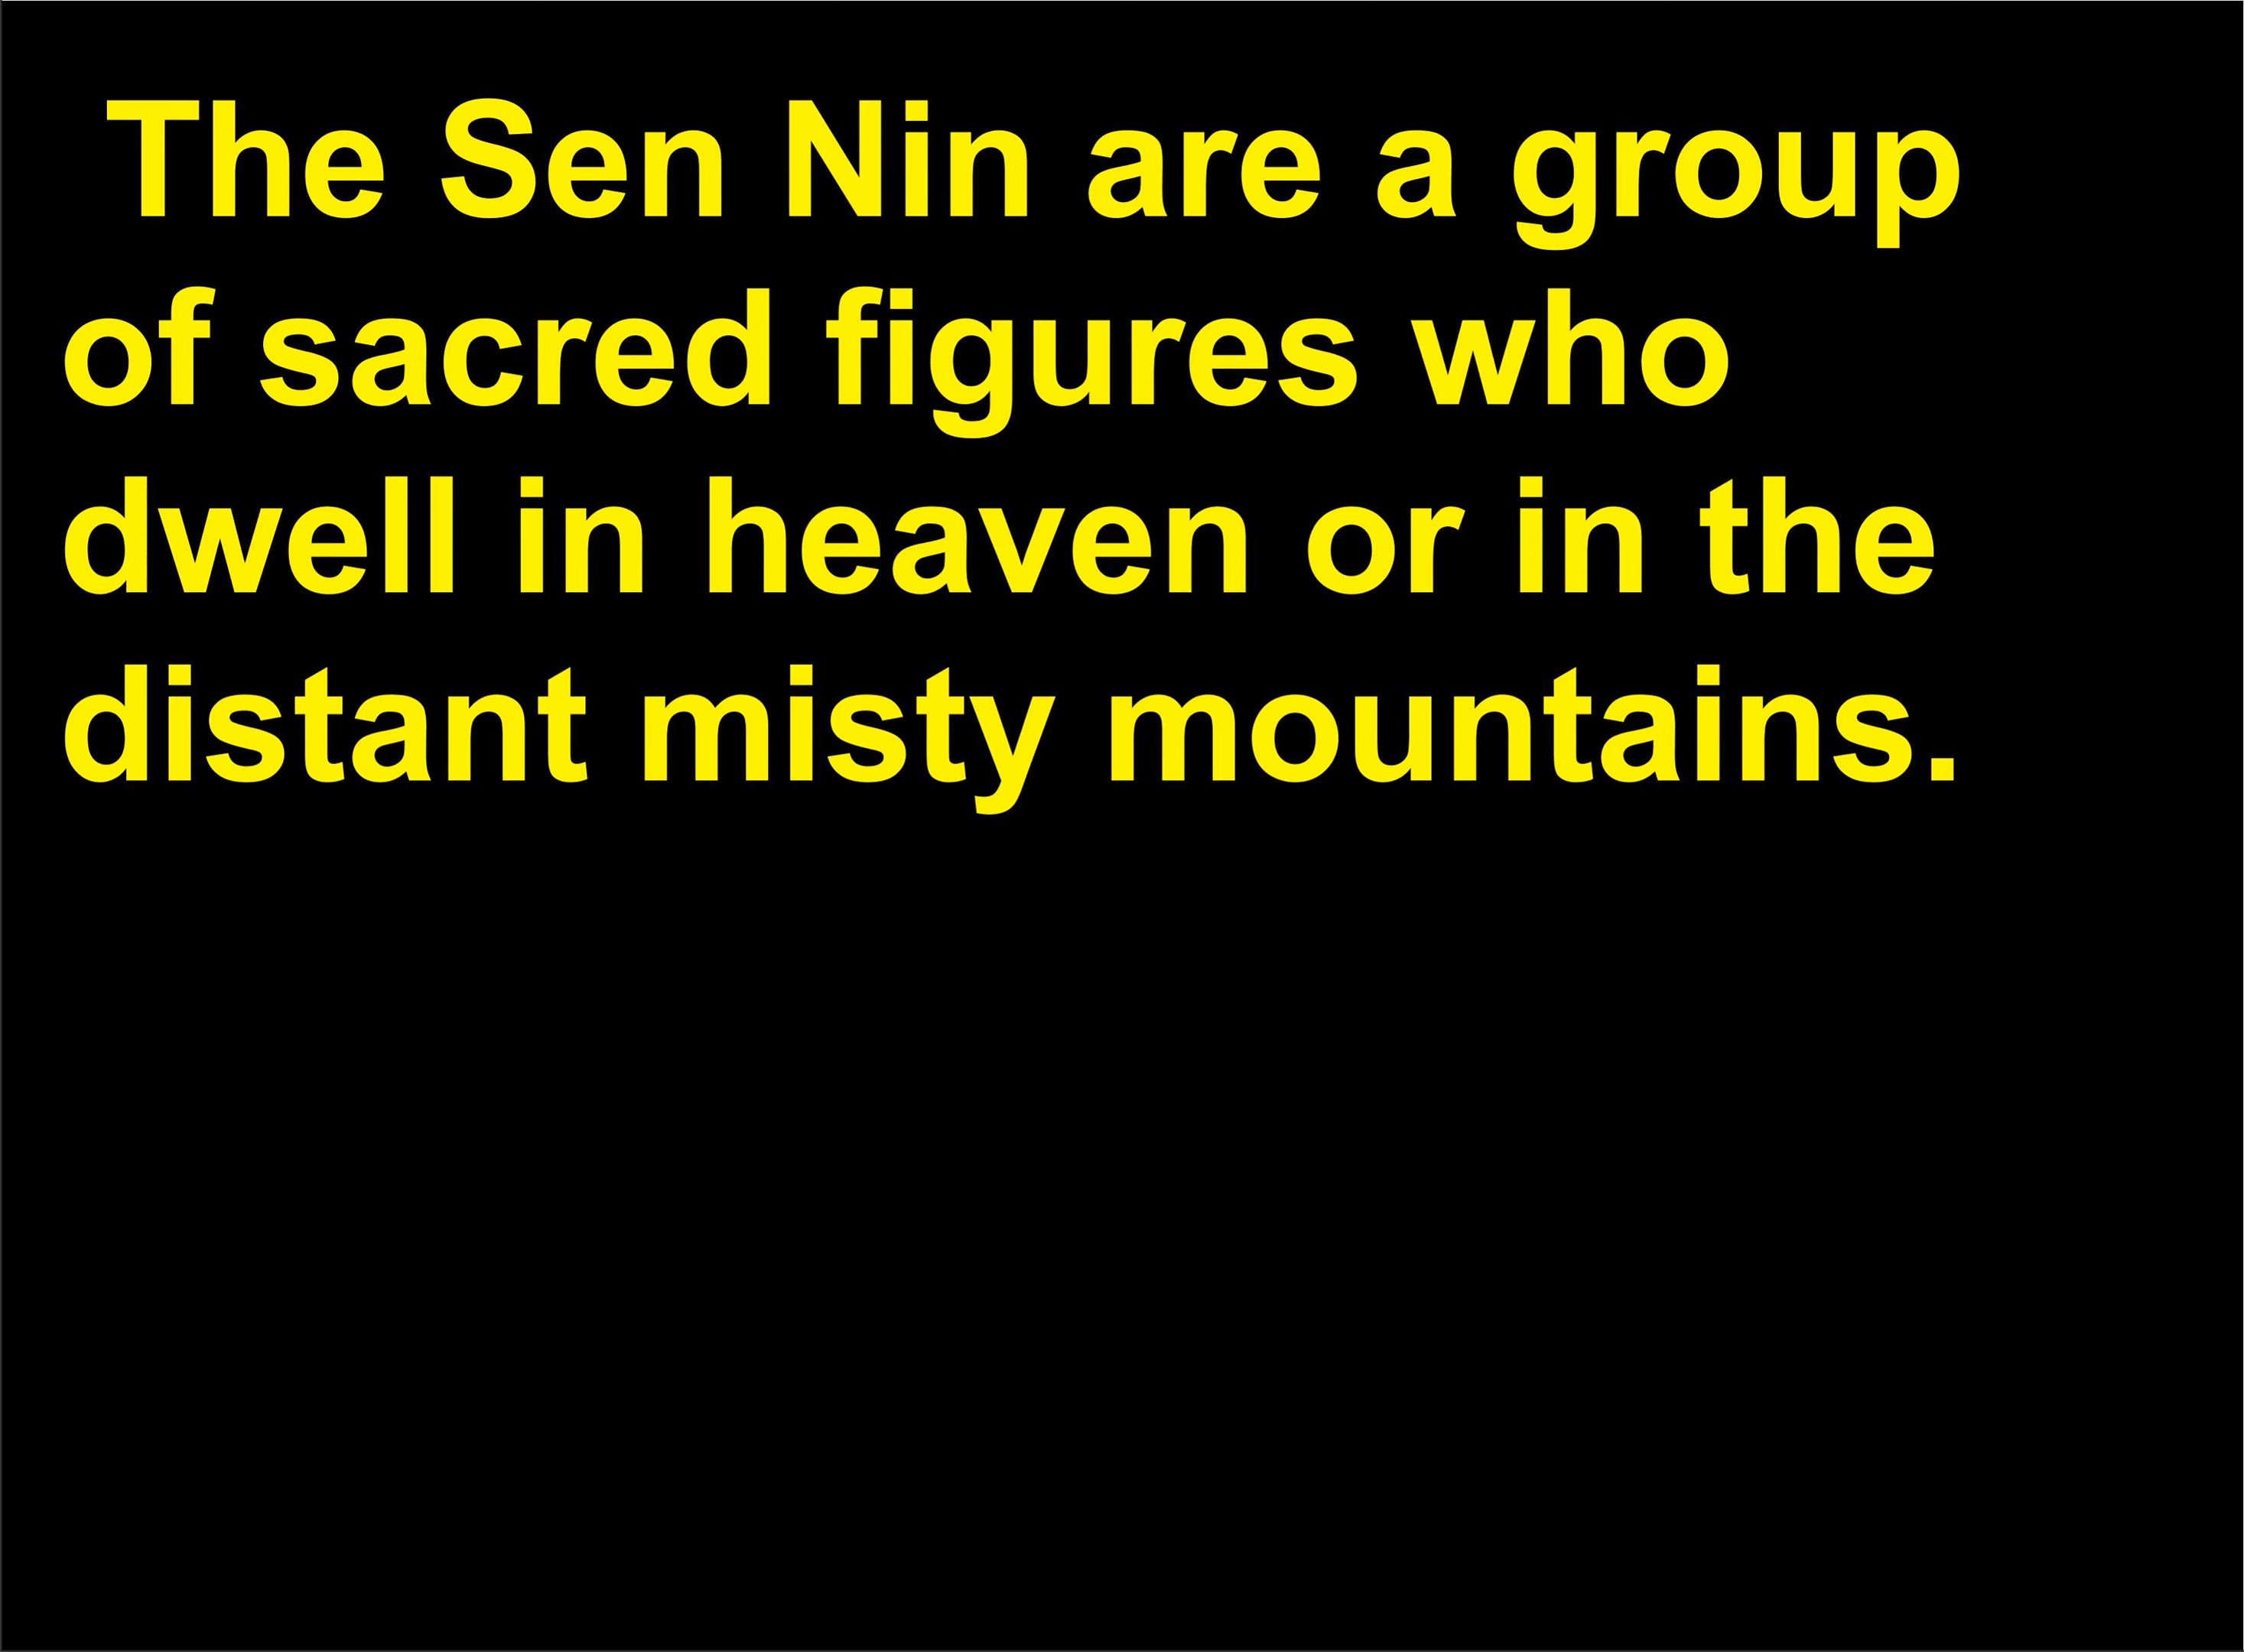 The Sen Nin are a group
of sacred figures who
dwell in heaven or in the
distant misty mountains.